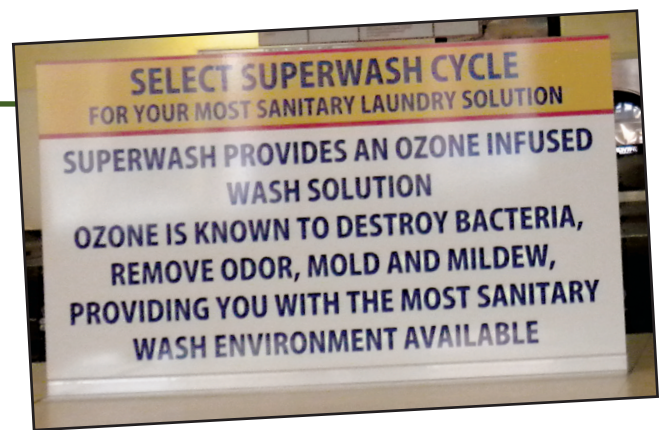 SELECT SUPERWASH CYCLE
FOR YOUR MOST SANITARY LAUNDRY SOLUTION
SUPERWASH PROVIDES AN OZONE INFUSED
WASH SOLUTION
OZONE IS KNOWN TO DESTROY BACTERIA,
REMOVE ODOR, MOLD AND MILDEW,
PROVIDING YOU WITH THE MOST SANITARY
WASH ENVIRONMENT AVAILABLE